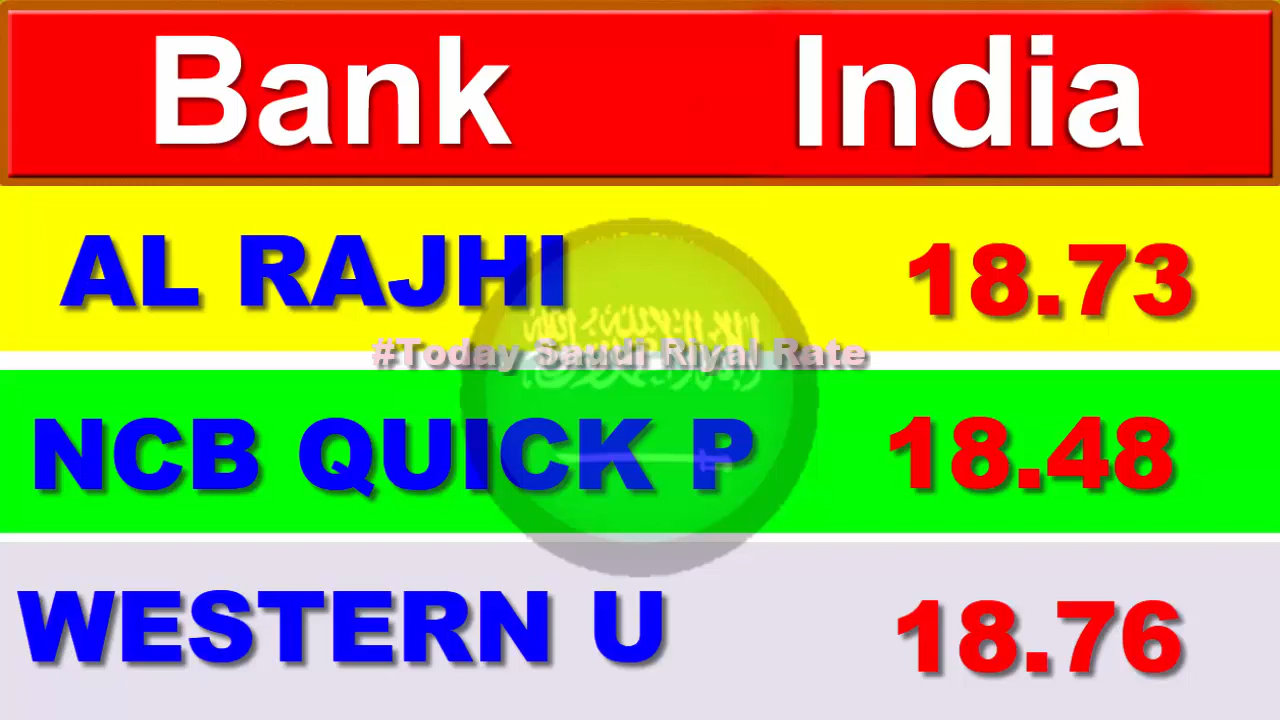 Bank India
AL RAJHI 18.73
#Today Saudi Riyal Rate
NCB QUICK P 18.48
WESTERN U 18.76